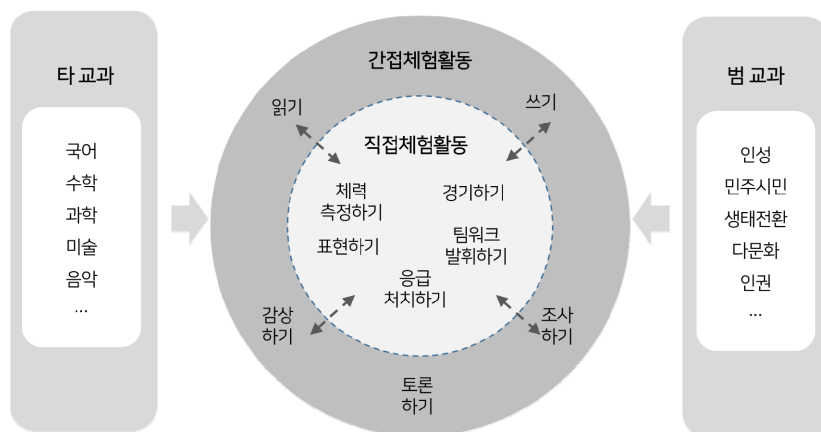 타 교과
국어
수학
과학
미술
음악
...
간접체험활동
읽기
쓰기
직접체험활동
체력
측정하기
경기하기
표현하기
팀워크
발휘하기
응급
처치하기
감상
하기
조사
하기
토론
하기
범 교과
인성
민주시민
생태전환
다문화
인권
...